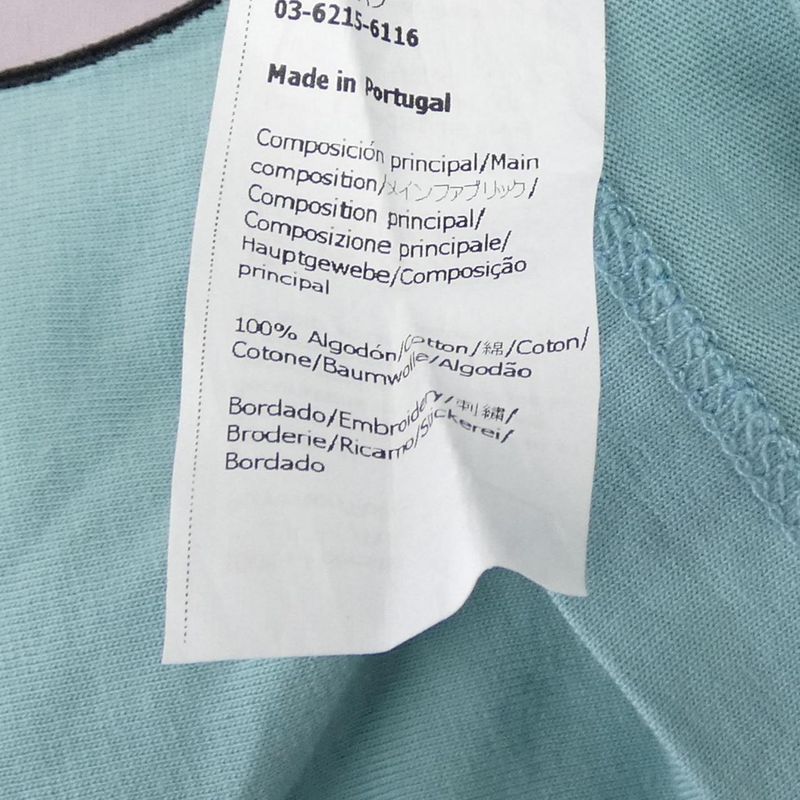 03-6215-6116
Made in Portugal
Composición principal/Main
composition/メインファブリック/
Composition principal/
Composizione principale/
Hauptgewebe/Composição
principal
100% Algodón/Cotton/綿/Coton/
Cotone/Baumwolle/Algodão
Bordado/Embroidery/刺繍/
Broderie/Ricamo/Stickerei/
Bordado